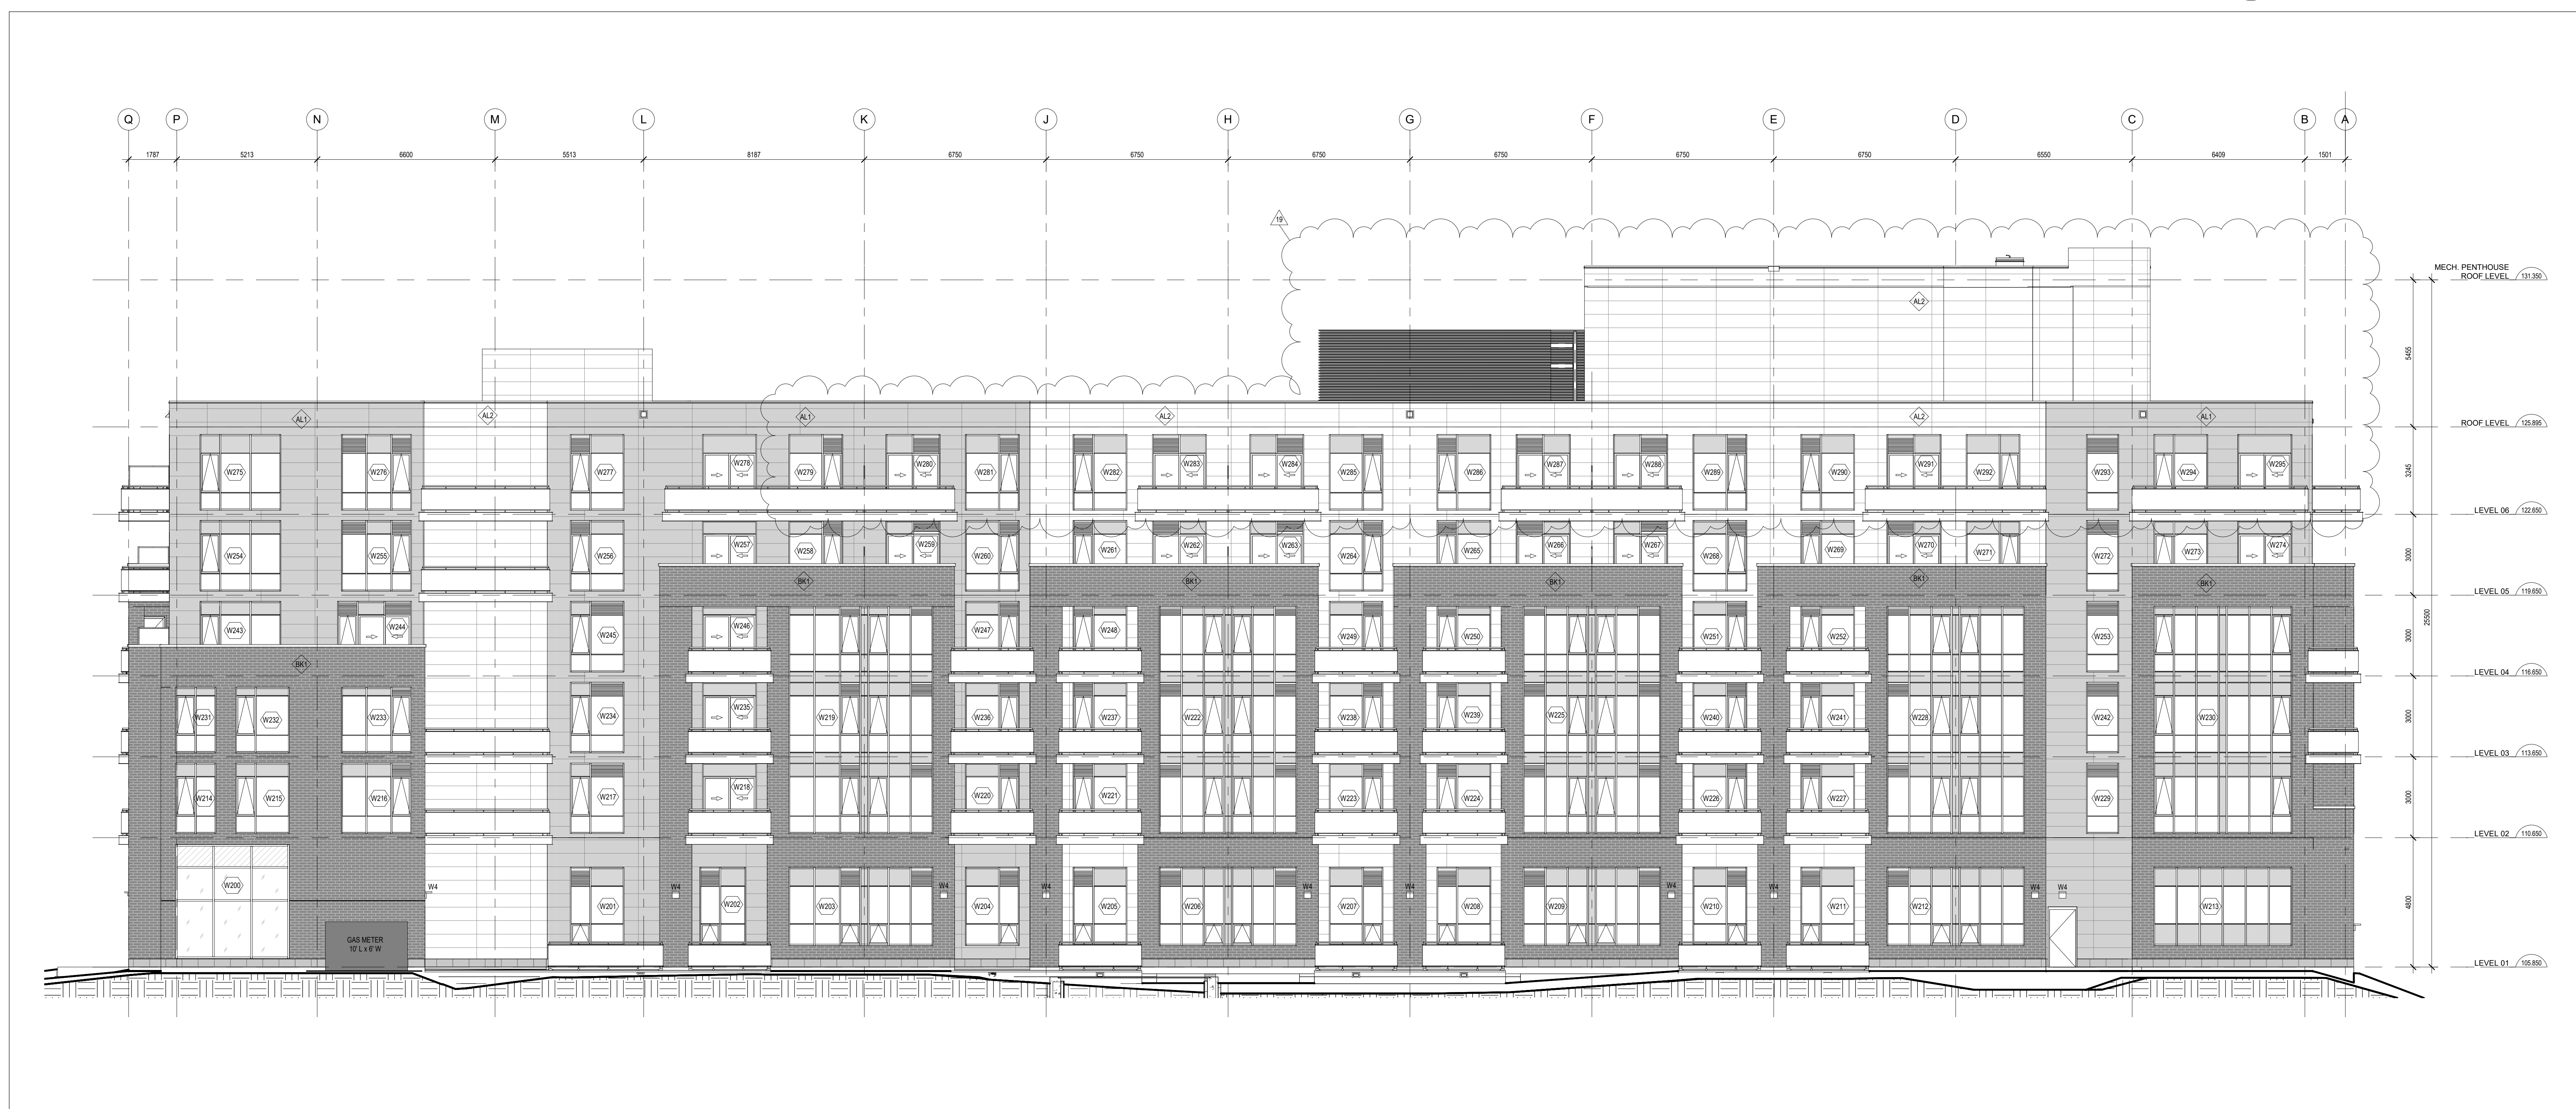 Q P N M L K J H G F E D C B A
1787 5213 6600 5513 8187 6750 6750 6750 6750 6750 6750 6550 6409 1501
19
MECH. PENTHOUSE
ROOF LEVEL 131.350
AL2
5455
AL1 AL2 AL1 AL2 AL2 AL1
ROOF LEVEL 125.895
W275 W276 W277 W278 W279 W280 W281 W282 W283 W284 W285 W286 W287 W288 W289 W290 W291 W292 W293 W294 W295
3245
LEVEL 06 122.650
W254 W255 W256 W257 W258 W259 W260 W261 W262 W263 W264 W265 W266 W267 W268 W269 W270 W271 W272 W273 W274
3000
BK1 BK1 BK1 BK1 BK1
LEVEL 05 119.650
25500
W243 W244 W245 W246 W247 W248 W249 W250 W251 W252 W253
3000
BK1
LEVEL 04 116.650
W231 W232 W233 W234 W235 W219 W236 W237 W222 W238 W239 W225 W240 W241 W228 W242 W230
3000
LEVEL 03 113.650
W214 W215 W216 W217 W218 W220 W221 W223 W224 W226 W227 W229
3000
LEVEL 02 110.650
W200 W4 W4 W4 W4 W4 W4 W4 W4 W4 W4
W201 W202 W203 W204 W205 W206 W207 W208 W209 W210 W211 W212 W213
4800
GAS METER
10' L x 6' W
LEVEL 01 105.850